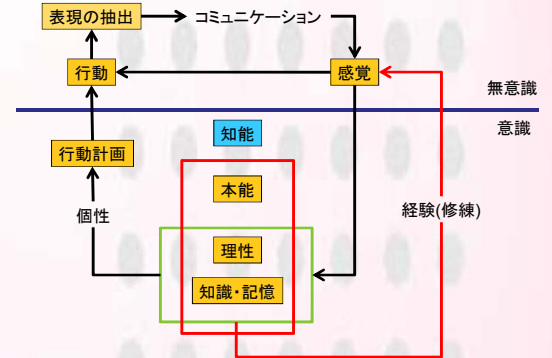 表現の抽出
コミュニケーション
行動
感覚
無意識
意識
知能
行動計画
本能
個性
経験(修練)
理性
知識・記憶